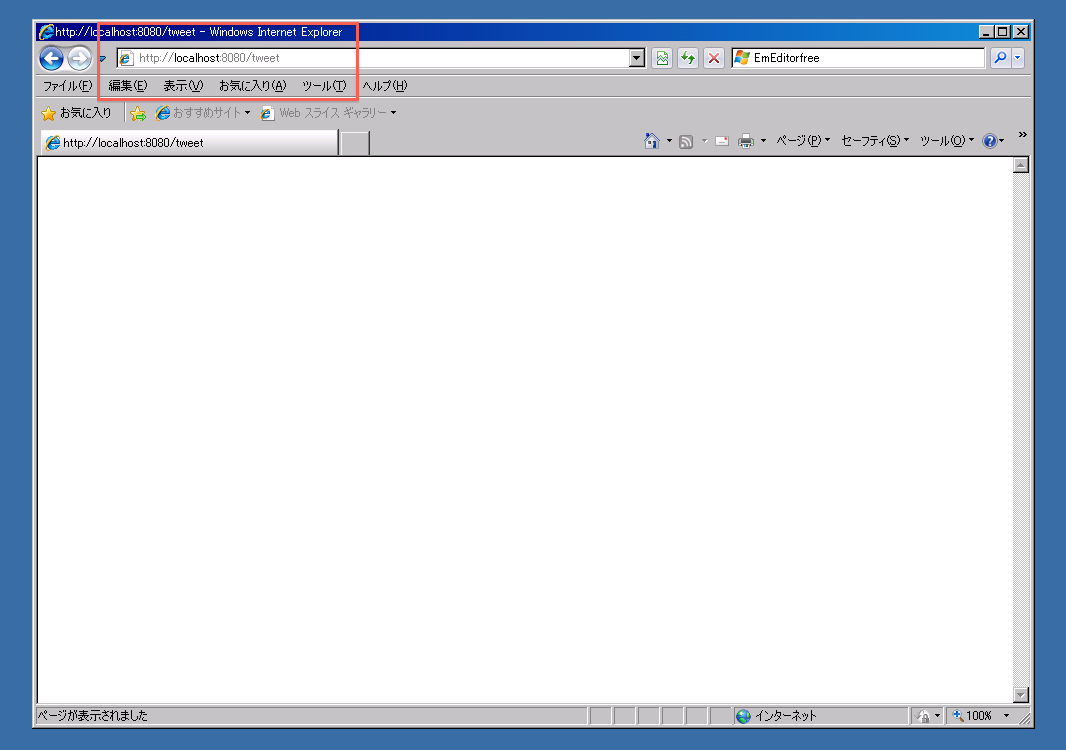 http://localhost:8080/tweet - Windows Internet Explorer
http://localhost:8080/tweet EmEditorfree
ファイル(F) 編集(E) 表示(V) お気に入り(A) ツール(T) ヘルプ(H)
お気に入り おすすめサイト Web スライス ギャラリー
http://localhost:8080/tweet ページ(P) セーフティ(S) ツール(O) »
ページが表示されました インターネット 100%